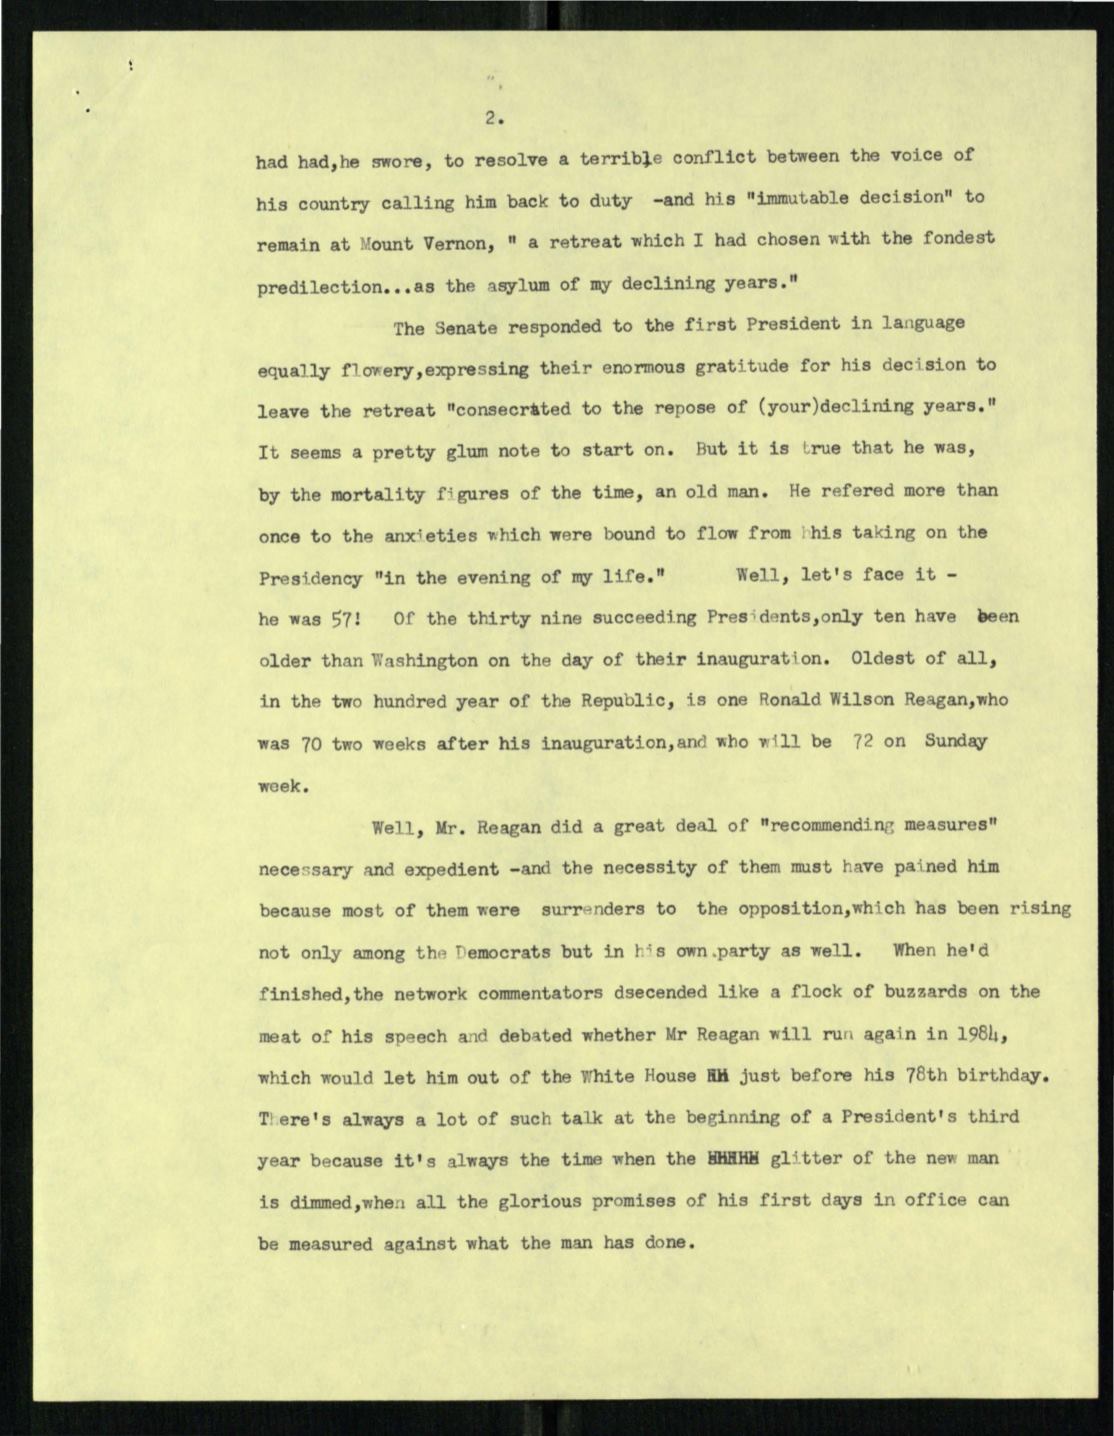 2.
had had,he swore, to resolve a terrible conflict between the voice of
his country calling him back to duty  -and his "immutable decision" to
remain at Mount Vernon, " a retreat which I had chosen with the fondest
predilection...as the asylum of my declining years."
The Senate responded to the first President in language
equally flowery,expressing their enormous gratitude for his decision to
leave the retreat "consecrated to the repose of (your)declining years."
It seems a pretty glum note to start on.  But it is true that he was,
by the mortality figures of the time, an old man.  He refered more than
once to the anxieties which were bound to flow from his taking on the
Presidency "in the evening of my life."       Well, let's face it -
he was 57!   Of the thirty nine succeeding Presidents,only ten have  been
older than Washington on the day of their inauguration.  Oldest of all,
in the two hundred year of the Republic, is one Ronald Wilson Reagan,who
was 70 two weeks after his inauguration,and who will be  72 on  Sunday
week.
Well, Mr. Reagan did a great deal of "recommending measures"
necessary and expedient -and the necessity of them must have pained him
because most of them were  surrenders to  the opposition,which has been rising
not only among the Democrats but in his own.party as well.   When he'd
finished,the network commentators dsecended like a flock of buzzards on the
meat of his speech and debated whether Mr Reagan will run again in 1984,
which would let him out of the White House just before his 78th birthday.
There's always a lot of such talk at the beginning of a President's third
year because it's always the time when the glitter of the new man
is dimmed,when all the glorious promises of his first days in office can
be measured against what the man has done.